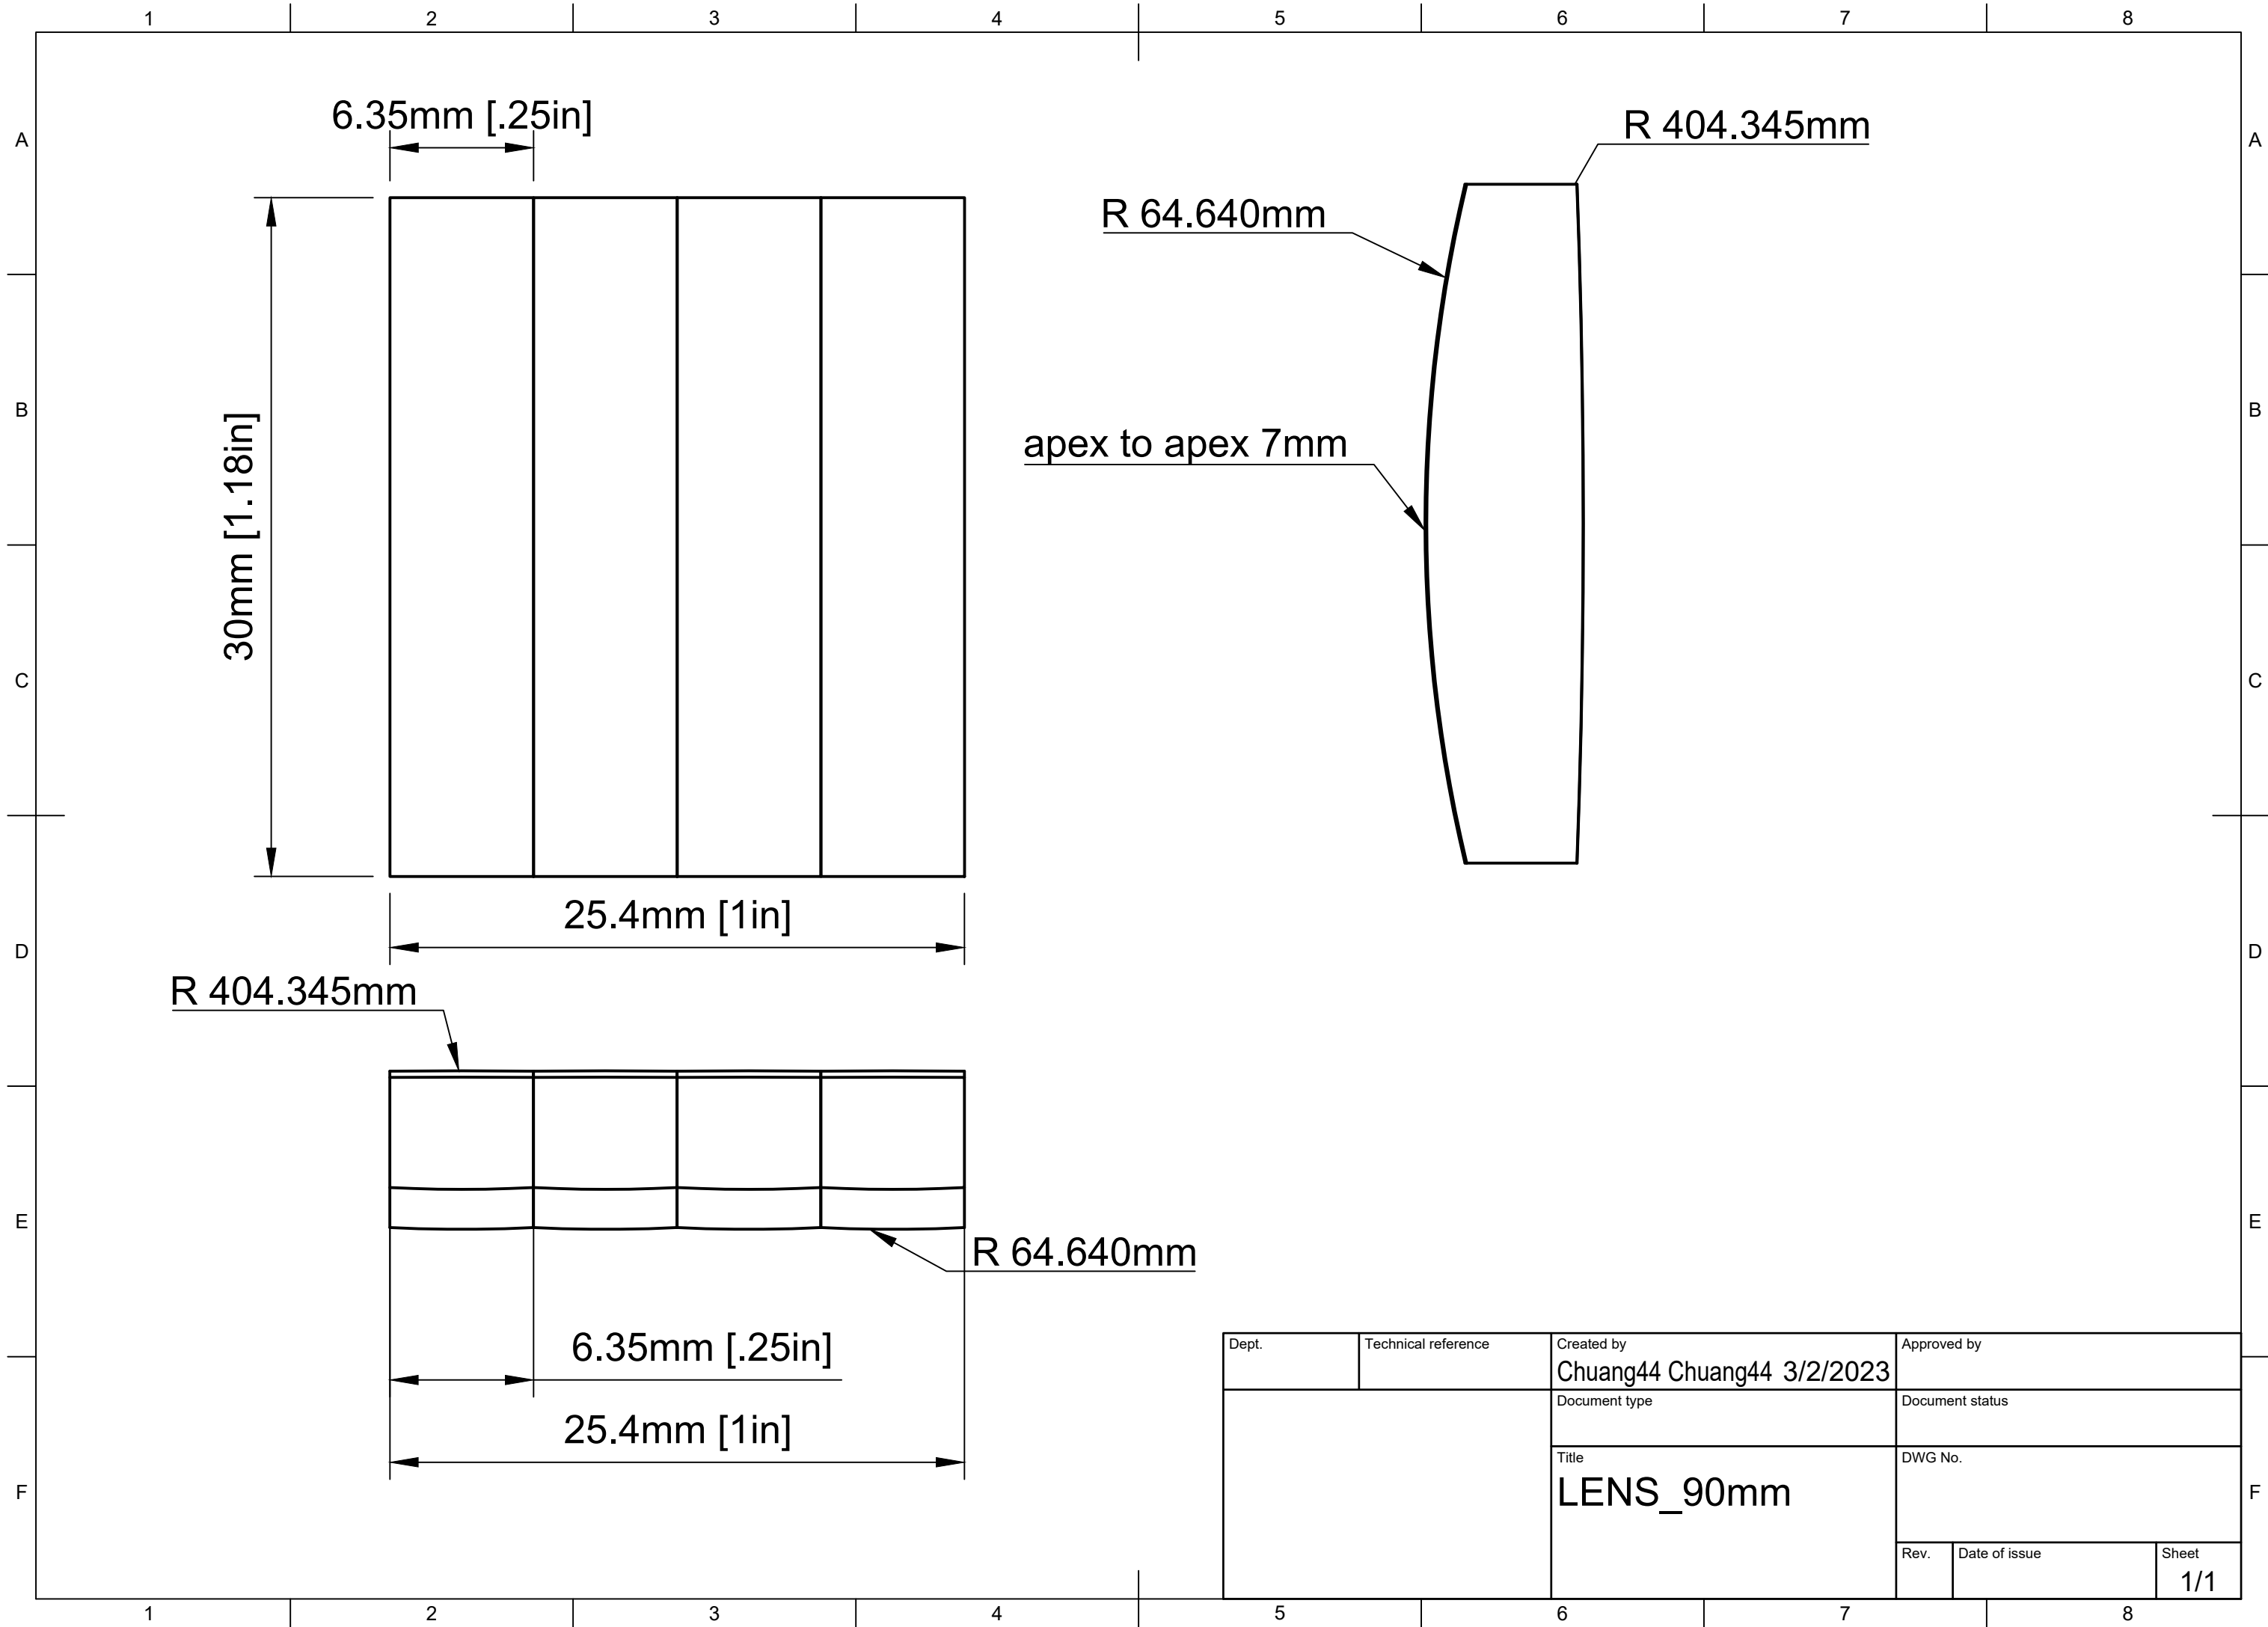 1 2 3 4 5 6 7 8
A A
6.35mm [.25in]
R 404.345mm
R 64.640mm
B B
30mm [1.18in]
apex to apex 7mm
C C
25.4mm [1in]
D D
R 404.345mm
E E
R 64.640mm
6.35mm [.25in]
25.4mm [1in]
F F
Dept.
Technical reference
Created by
Chuang44 Chuang44 3/2/2023
Approved by
Document type
Document status
Title
LENS_90mm
DWG No.
Rev.
Date of issue
Sheet
1/1
1 2 3 4 5 6 7 8